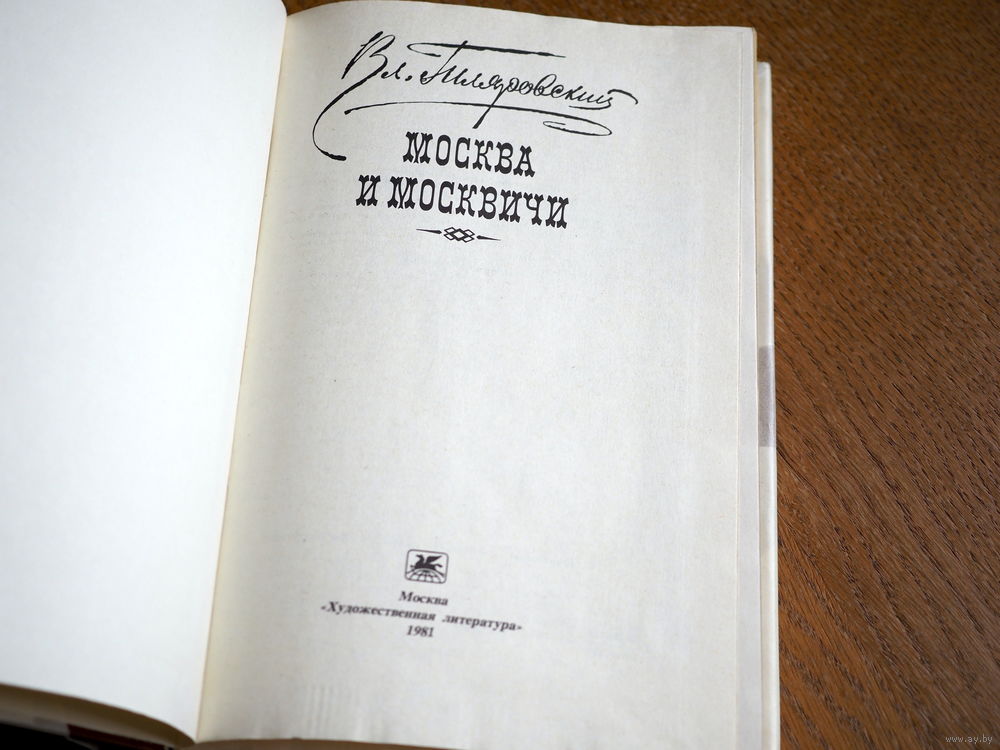 Вл. Гиляровский
МОСКВА
И МОСКВИЧИ
Москва
«Художественная литература»
1981
www.ay.by